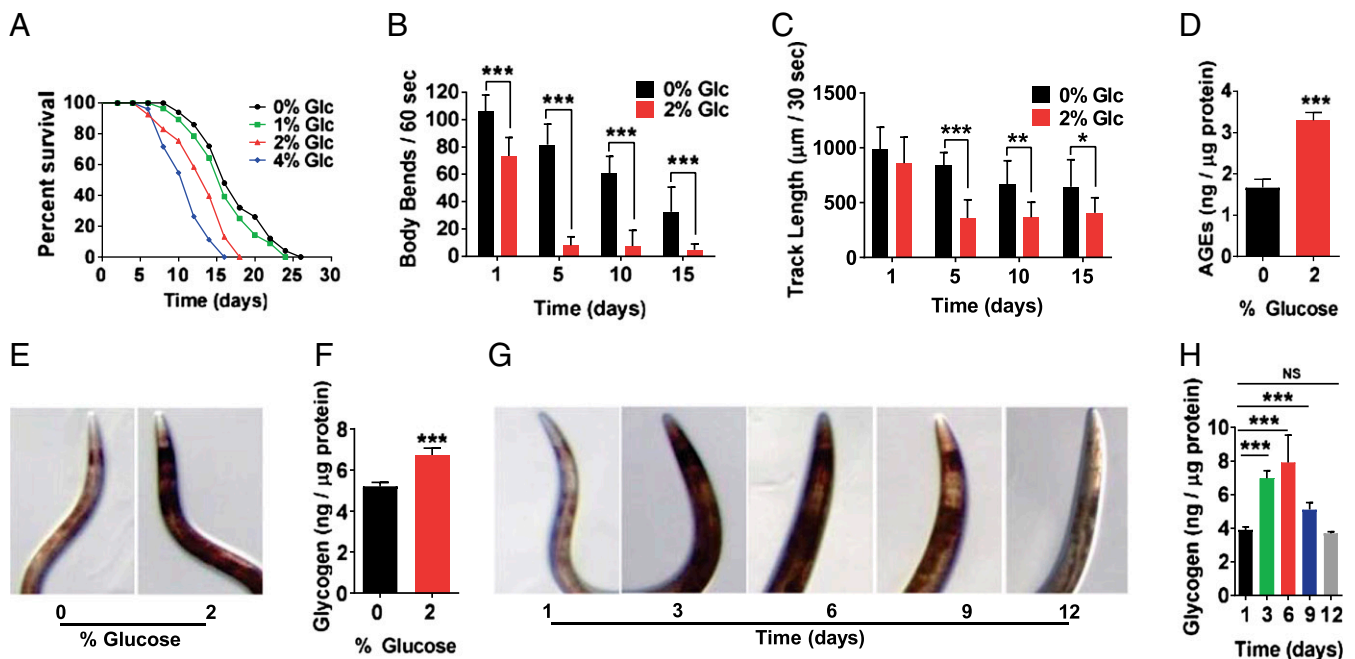 A
Percent survival
100
80
60
40
20
0
0 5 10 15 20 25 30
Time (days)
0% Glc
1% Glc
2% Glc
4% Glc
B
Body Bends / 60 sec
120
100
80
60
40
20
0
*** *** *** ***
0% Glc
2% Glc
1 5 10 15
Time (days)
C
Track Length (µm / 30 sec)
1500
1000
500
0
*** ** *
0% Glc
2% Glc
1 5 10 15
Time (days)
D
AGEs (ng / µg protein)
4
3
2
1
0
***
0 2
% Glucose
E
0 2
% Glucose
F
Glycogen (ng / µg protein)
8
6
4
2
0
***
0 2
% Glucose
G
1 3 6 9 12
Time (days)
H
NS
***
***
***
Glycogen (ng / µg protein)
10
8
6
4
2
0
1 3 6 9 12
Time (days)